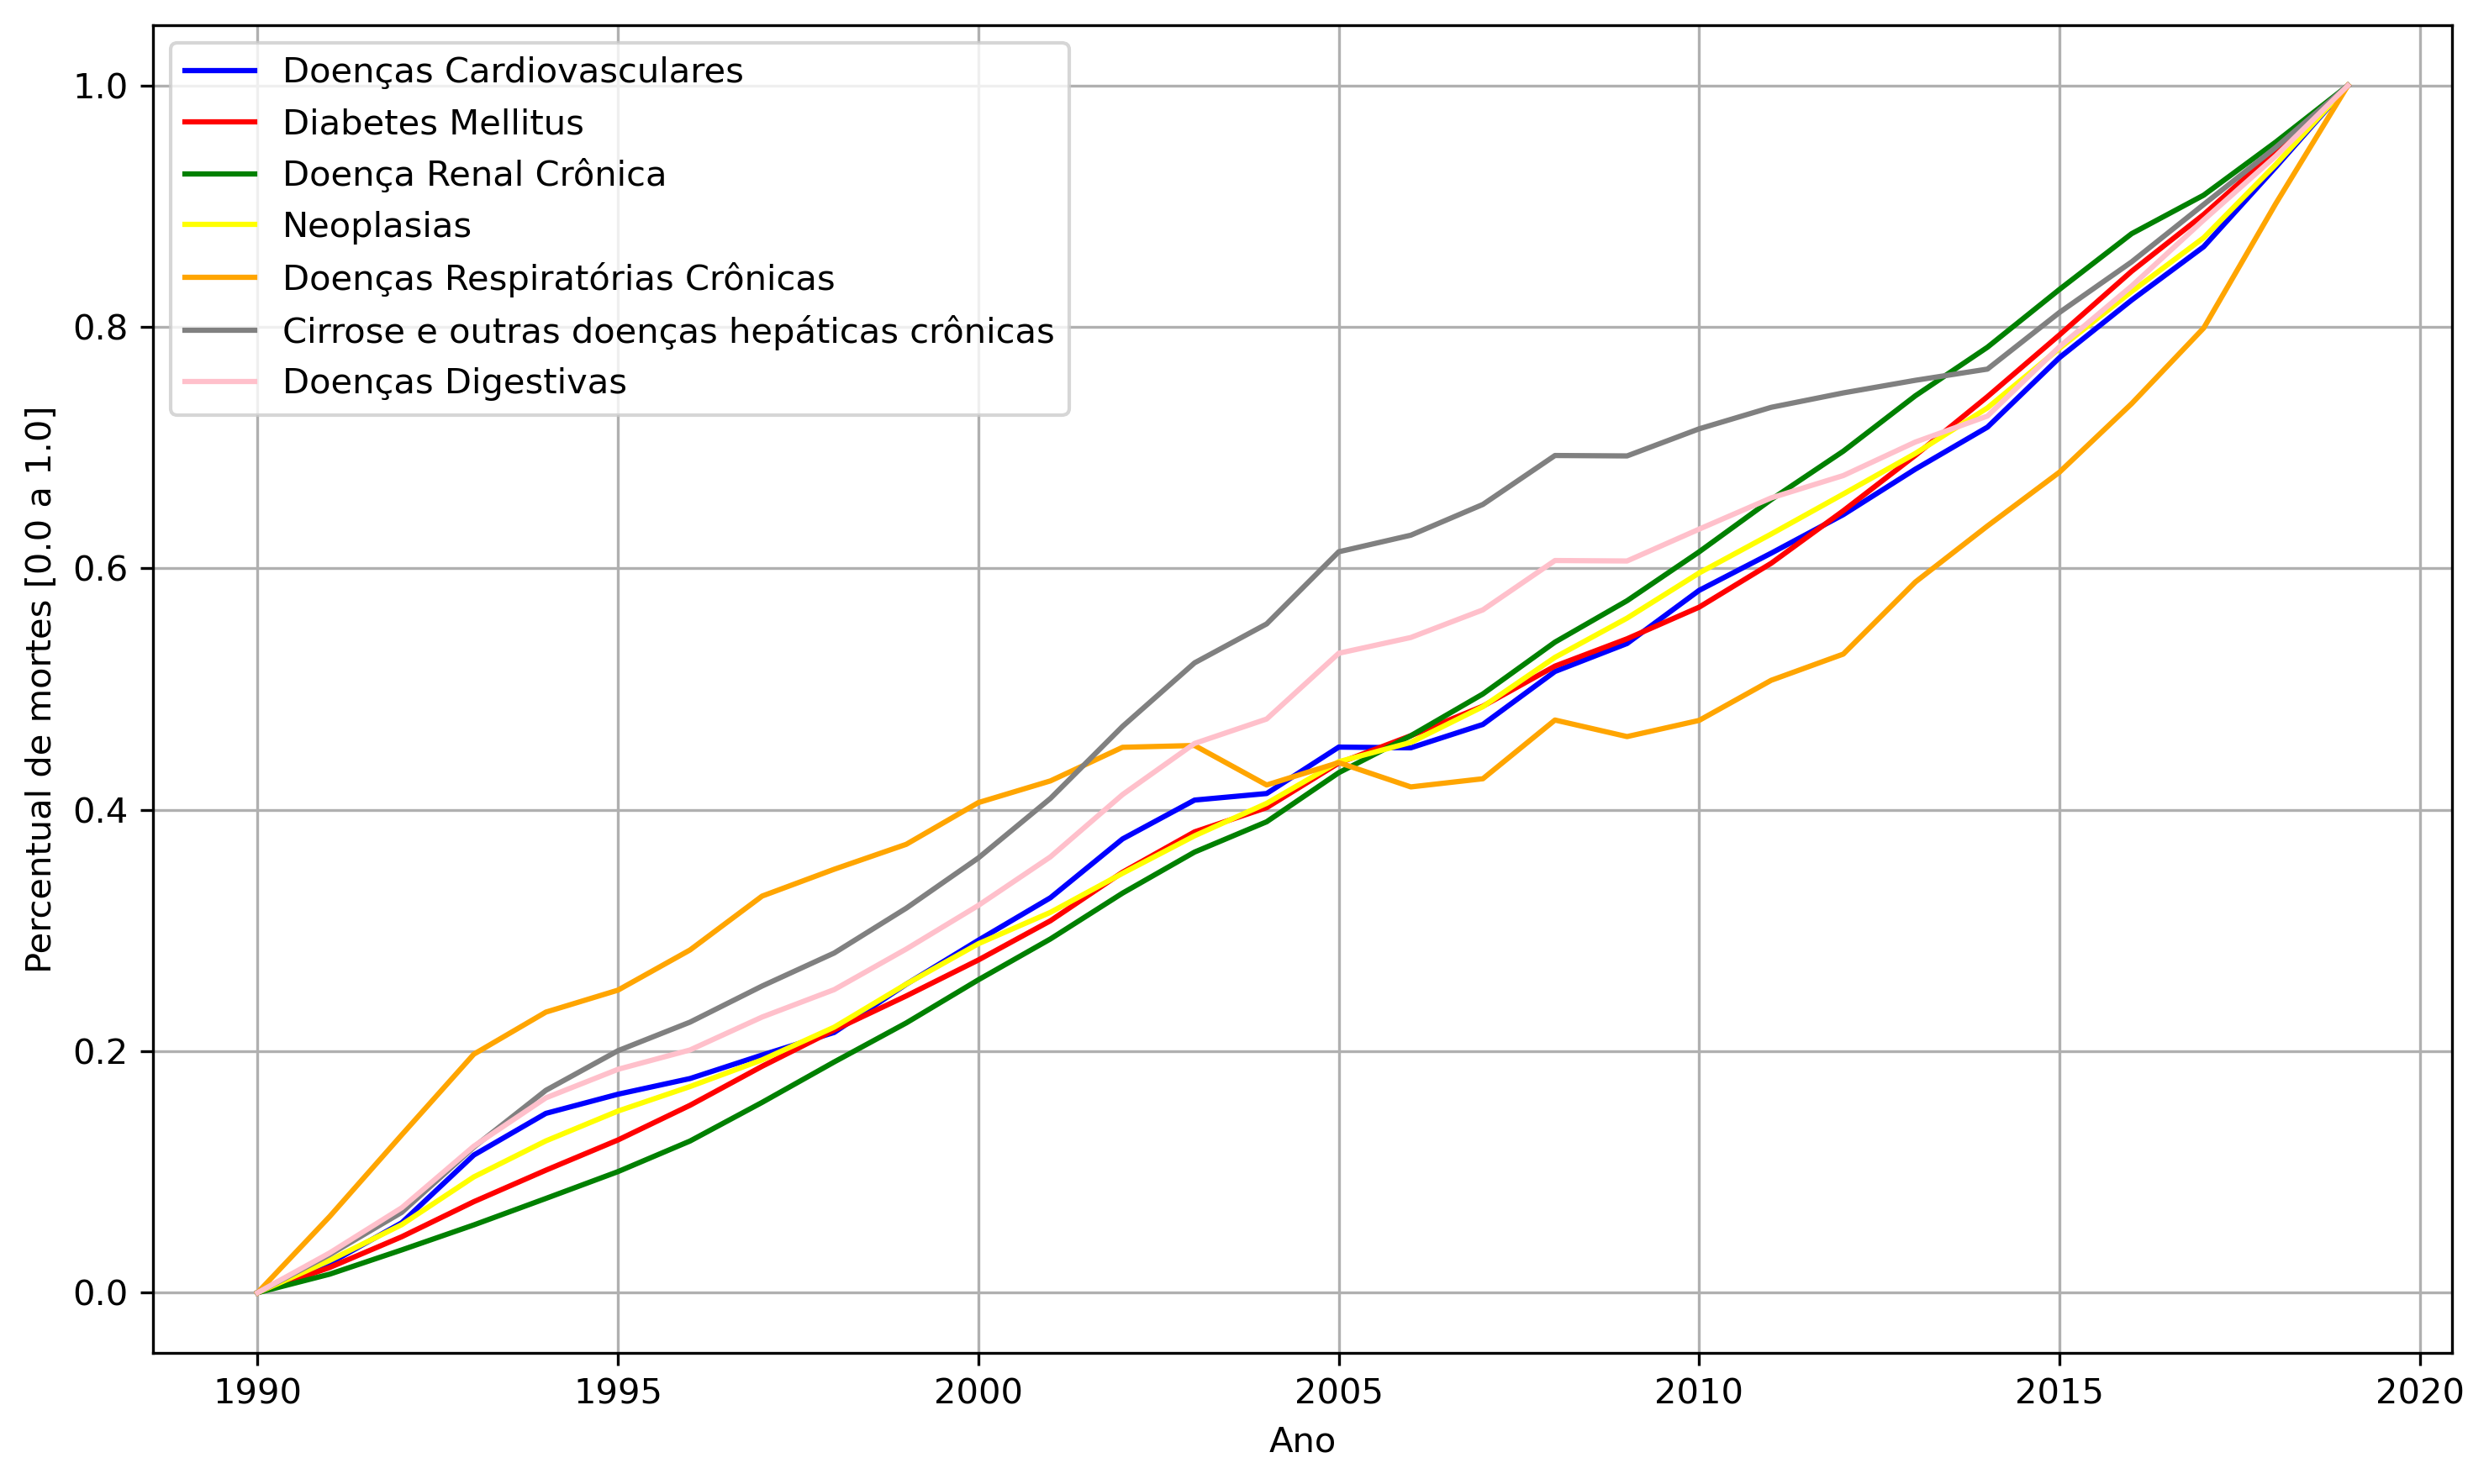 Doenças Cardiovasculares
Diabetes Mellitus
Doença Renal Crônica
Neoplasias
Doenças Respiratórias Crônicas
Cirrose e outras doenças hepáticas crônicas
Doenças Digestivas
Percentual de mortes [0.0 a 1.0]
1.0
0.8
0.6
0.4
0.2
0.0
1990 1995 2000 2005 2010 2015 2020
Ano